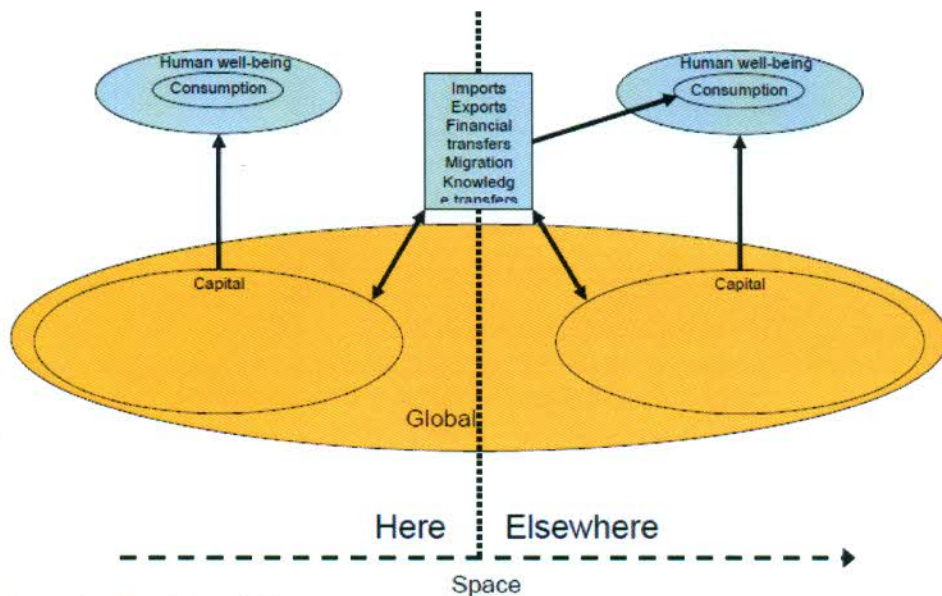 Human well-being
Consumption
Imports
Exports
Financial
transfers
Migration
Knowledg
e transfers
Human well-being
Consumption
Capital
Capital
Global
Here
Elsewhere
Space